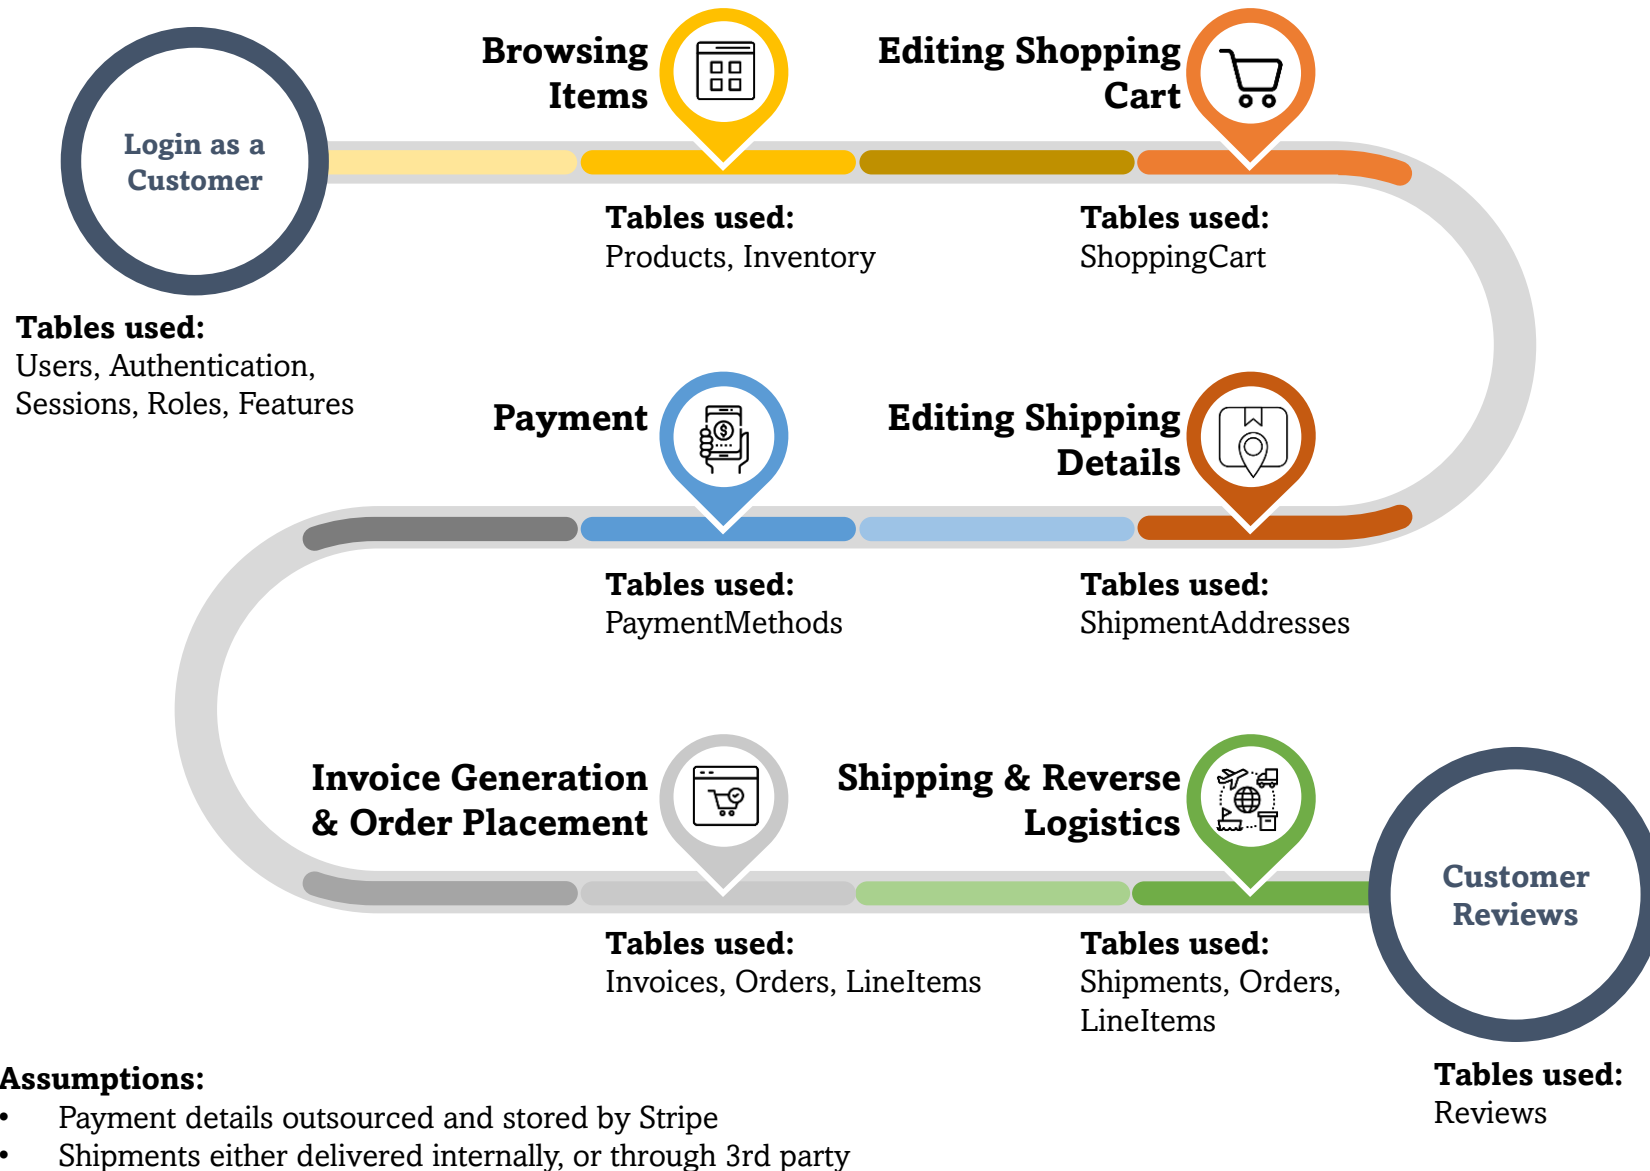 Login as a
Customer
Tables used:
Users, Authentication,
Sessions, Roles, Features
Browsing
Items
Tables used:
Products, Inventory
Editing Shopping
Cart
Tables used:
ShoppingCart
Editing Shipping
Details
Tables used:
ShipmentAddresses
Payment
$
Tables used:
PaymentMethods
Invoice Generation
& Order Placement
Tables used:
Invoices, Orders, LineItems
Shipping & Reverse
Logistics
Tables used:
Shipments, Orders,
LineItems
Customer
Reviews
Tables used:
Reviews
Assumptions:
• Payment details outsourced and stored by Stripe
• Shipments either delivered internally, or through 3rd party